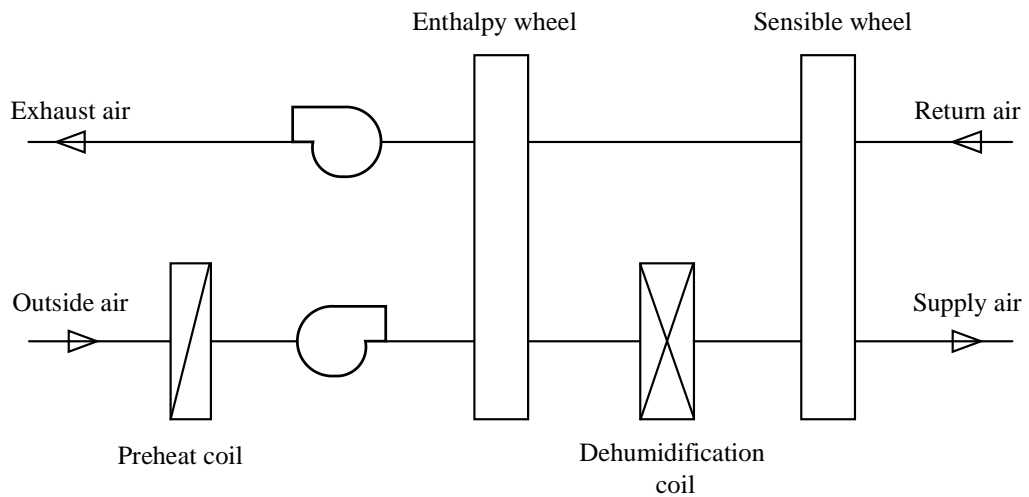 Enthalpy wheel
Sensible wheel
Exhaust air
Return air
Outside air
Supply air
Preheat coil
Dehumidification
coil